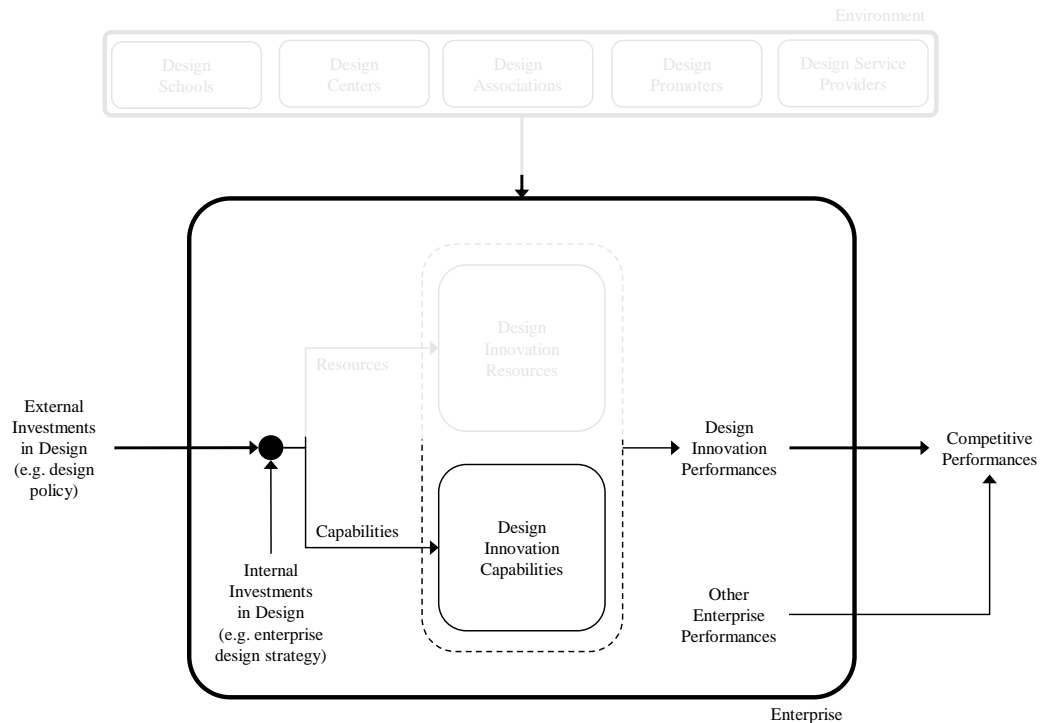 Environment
Design
Schools
Design
Centers
Design
Associations
Design
Promoters
Design Service
Providers
Design
Innovation
Resources
Resources
External
Investments
in Design
(e.g. design
policy)
Design
Innovation
Performances
Competitive
Performances
Capabilities
Design
Innovation
Capabilities
Internal
Investments
in Design
(e.g. enterprise
design strategy)
Other
Enterprise
Performances
Enterprise